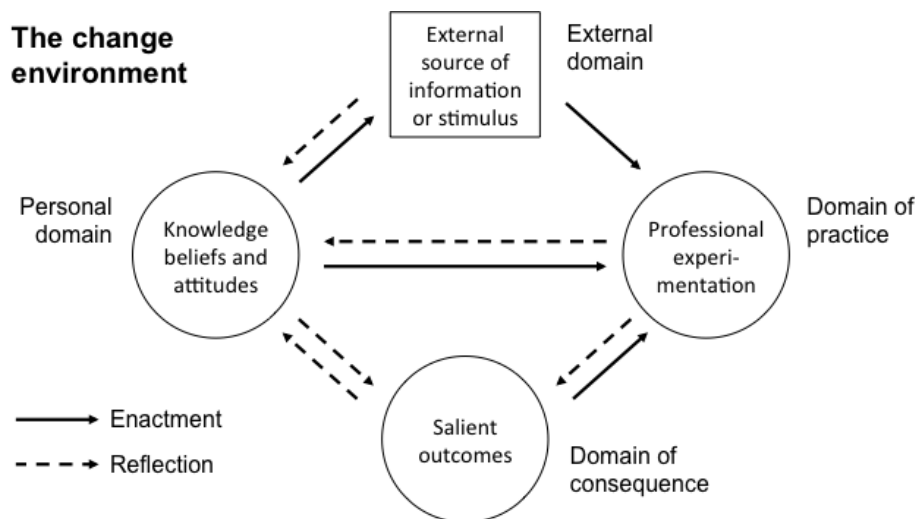 The change
environment
External
source of
information
or stimulus
External
domain
Personal
domain
Knowledge
beliefs and
attitudes
Professional
experi-
mentation
Domain of
practice
Salient
outcomes
Domain of
consequence
Enactment
Reflection